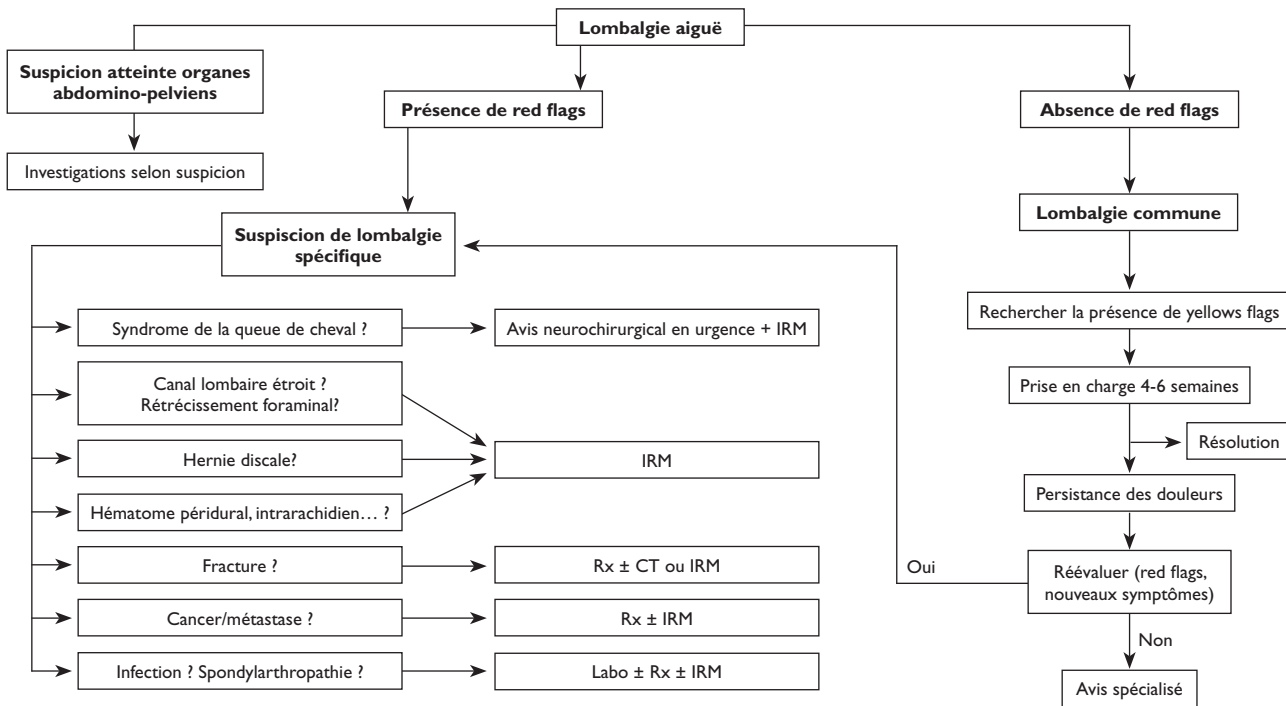 Lombalgie aiguë
Suspicion atteinte organes
abdomino-pelviens
Présence de red flags
Absence de red flags
Investigations selon suspicion
Lombalgie commune
Suspiscion de lombalgie
spécifique
Rechercher la présence de yellows flags
Syndrome de la queue de cheval ?
Avis neurochirurgical en urgence + IRM
Canal lombaire étroit ?
Rétrécissement foraminal?
Prise en charge 4-6 semaines
Résolution
Hernie discale?
IRM
Persistance des douleurs
Hématome péridural, intrarachidien… ?
Fracture ?
Rx ± CT ou IRM
Oui
Réévaluer (red flags,
nouveaux symptômes)
Cancer/métastase ?
Rx ± IRM
Non
Infection ? Spondylarthropathie ?
Labo ± Rx ± IRM
Avis spécialisé